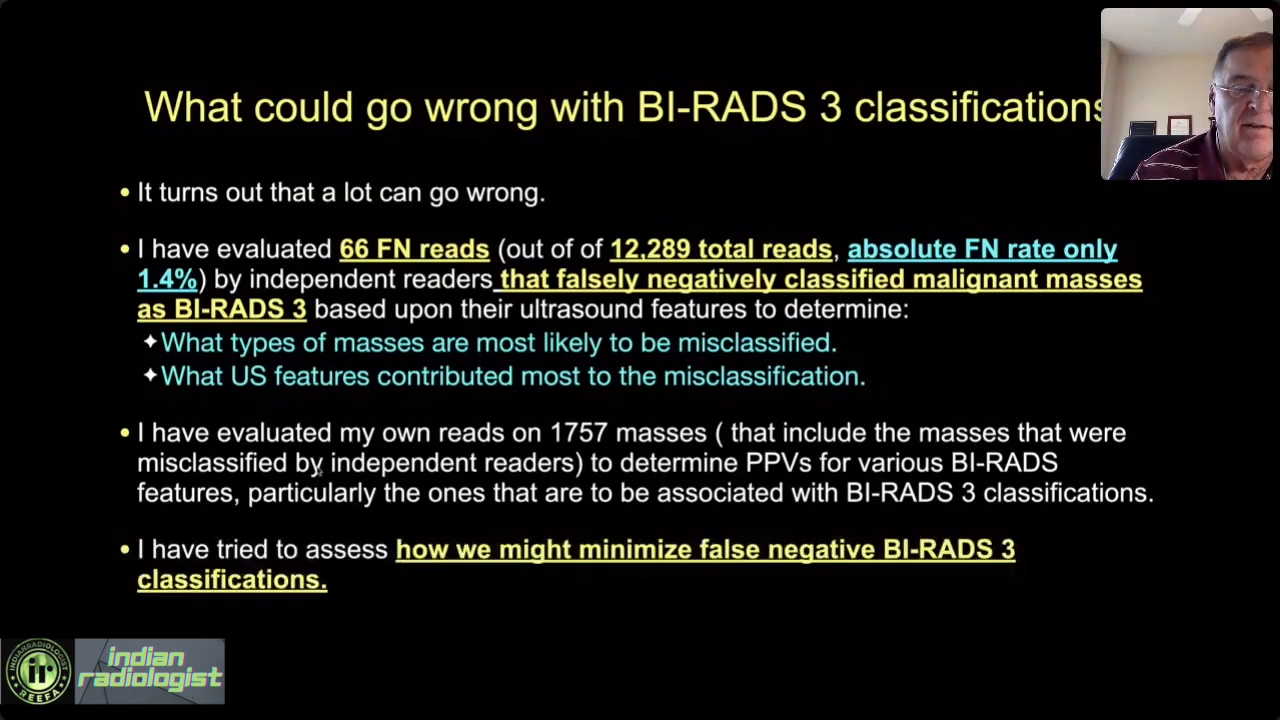 What could go wrong with BI-RADS 3 classifications
• It turns out that a lot can go wrong.
• I have evaluated 66 FN reads (out of of 12,289 total reads, absolute FN rate only
1.4%) by independent readers that falsely negatively classified malignant masses
as BI-RADS 3 based upon their ultrasound features to determine:
✦What types of masses are most likely to be misclassified.
✦What US features contributed most to the misclassification.
• I have evaluated my own reads on 1757 masses ( that include the masses that were
misclassified by independent readers) to determine PPVs for various BI-RADS
features, particularly the ones that are to be associated with BI-RADS 3 classifications.
• I have tried to assess how we might minimize false negative BI-RADS 3
classifications.
INDIANRADIOLOGIST
ir
REEFA
indian
radiologist